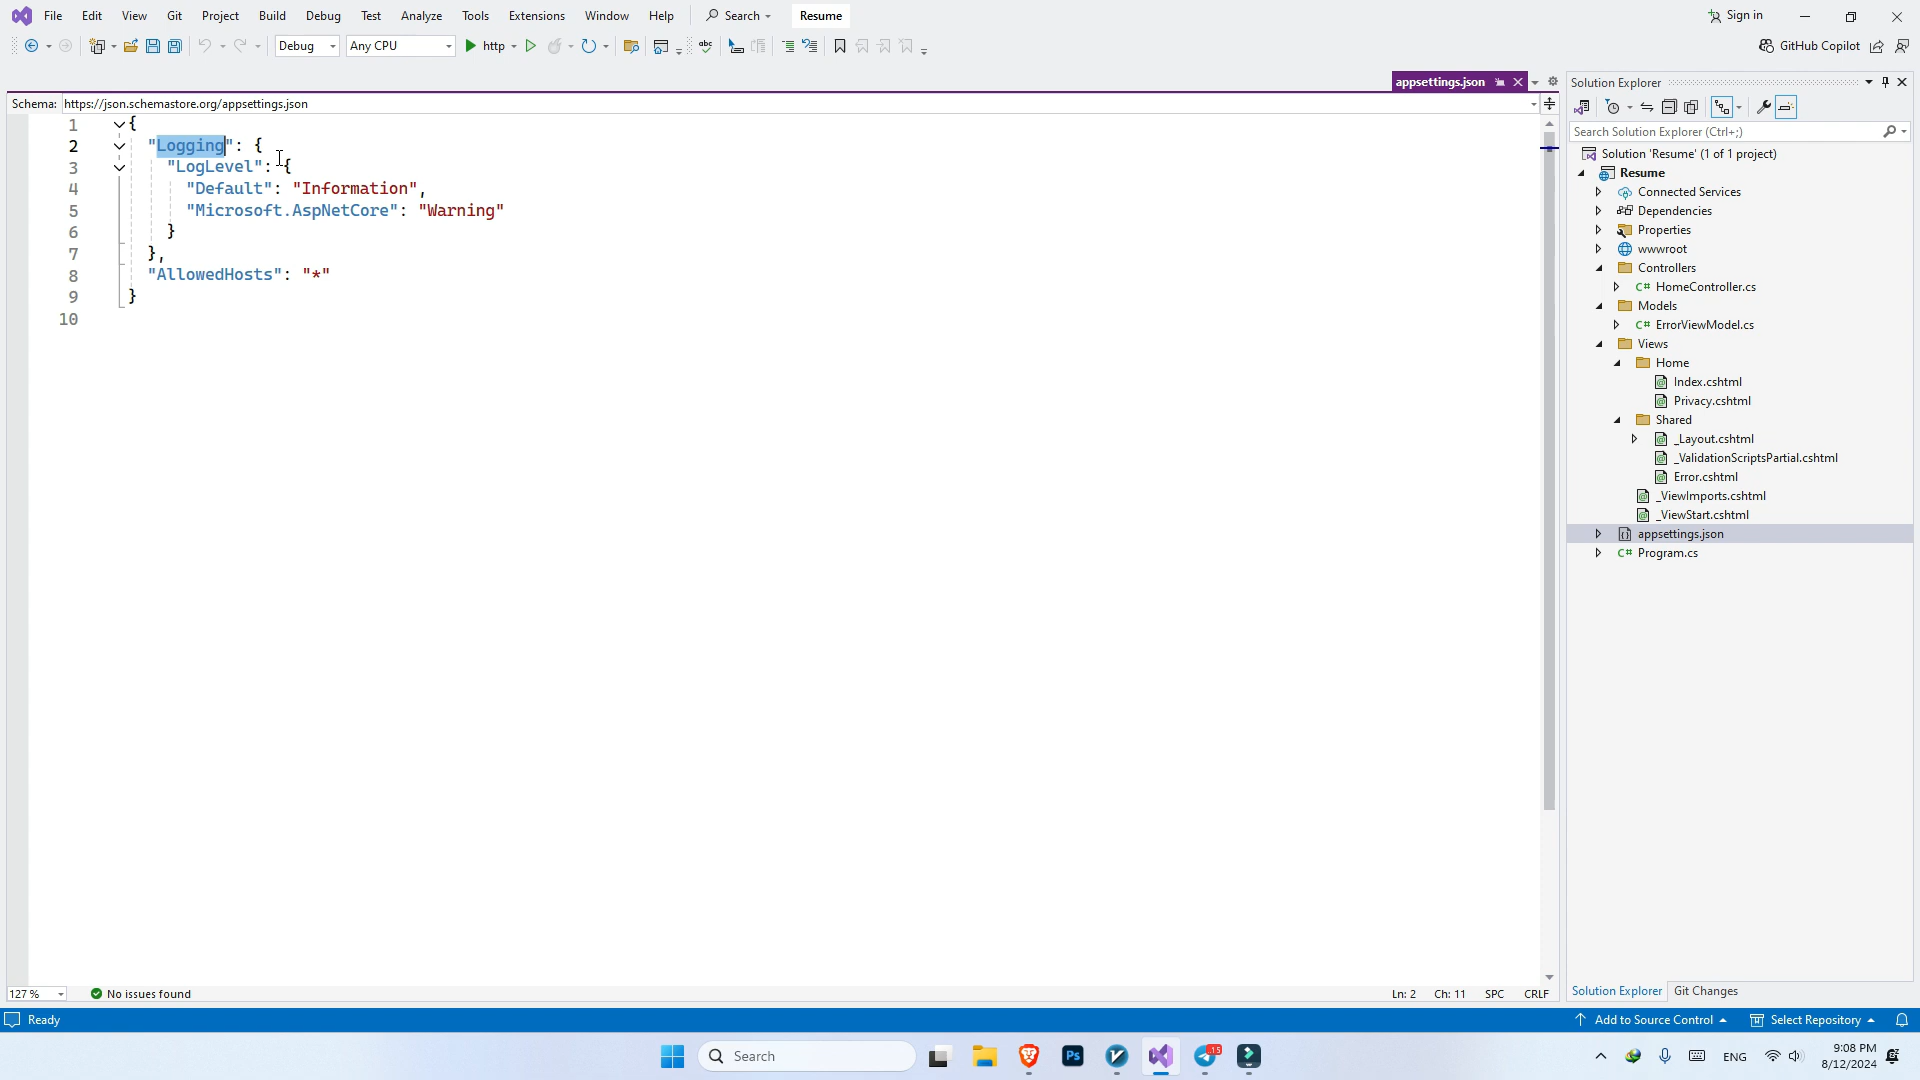 File Edit View Git Project Build Debug Test Analyze Tools Extensions Window Help Search Resume Sign in
Debug Any CPU http GitHub Copilot
appsettings.json
Schema: https://json.schemastore.org/appsettings.json
1 {
2 "Logging": {
3 "LogLevel": {
4 "Default": "Information",
5 "Microsoft.AspNetCore": "Warning"
6 }
7 },
8 "AllowedHosts": "*"
9 }
10
Solution Explorer
Search Solution Explorer (Ctrl+;)
Solution 'Resume' (1 of 1 project)
Resume
Connected Services
Dependencies
Properties
wwwroot
Controllers
C# HomeController.cs
Models
C# ErrorViewModel.cs
Views
Home
Index.cshtml
Privacy.cshtml
Shared
_Layout.cshtml
_ValidationScriptsPartial.cshtml
Error.cshtml
_ViewImports.cshtml
_ViewStart.cshtml
appsettings.json
C# Program.cs
127 % No issues found Ln: 2 Ch: 11 SPC CRLF
Solution Explorer Git Changes
Ready Add to Source Control Select Repository
Search Ps 15 ENG 9:08 PM
8/12/2024